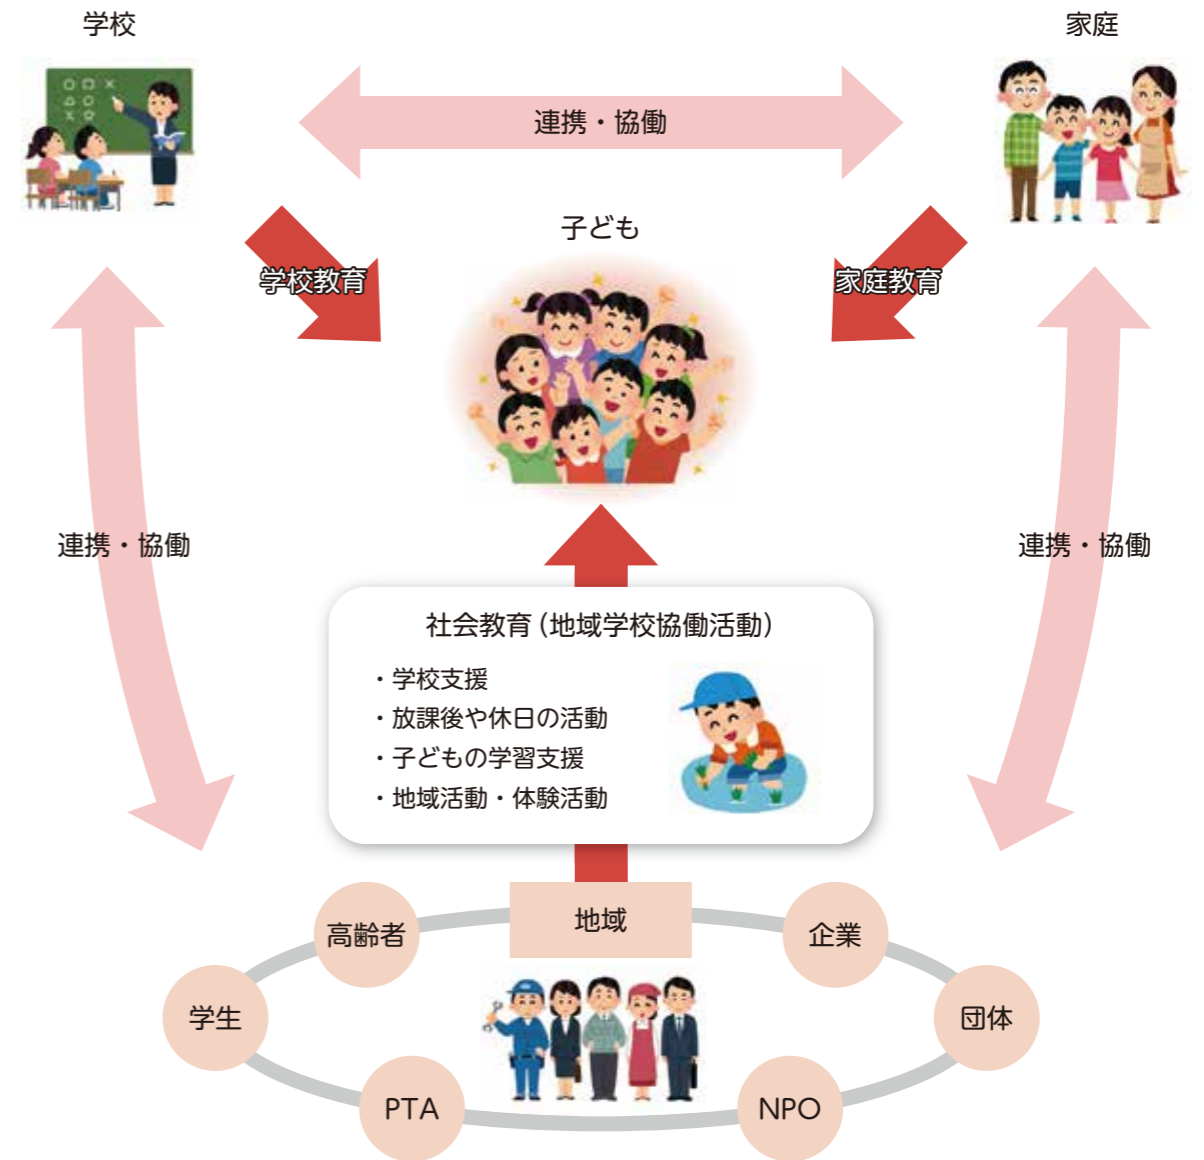 学校
家庭
連携・協働
子ども
学校教育
家庭教育
連携・協働
連携・協働
社会教育(地域学校協働活動)
・学校支援
・放課後や休日の活動
・子どもの学習支援
・地域活動・体験活動
地域
高齢者
企業
学生
団体
PTA
NPO